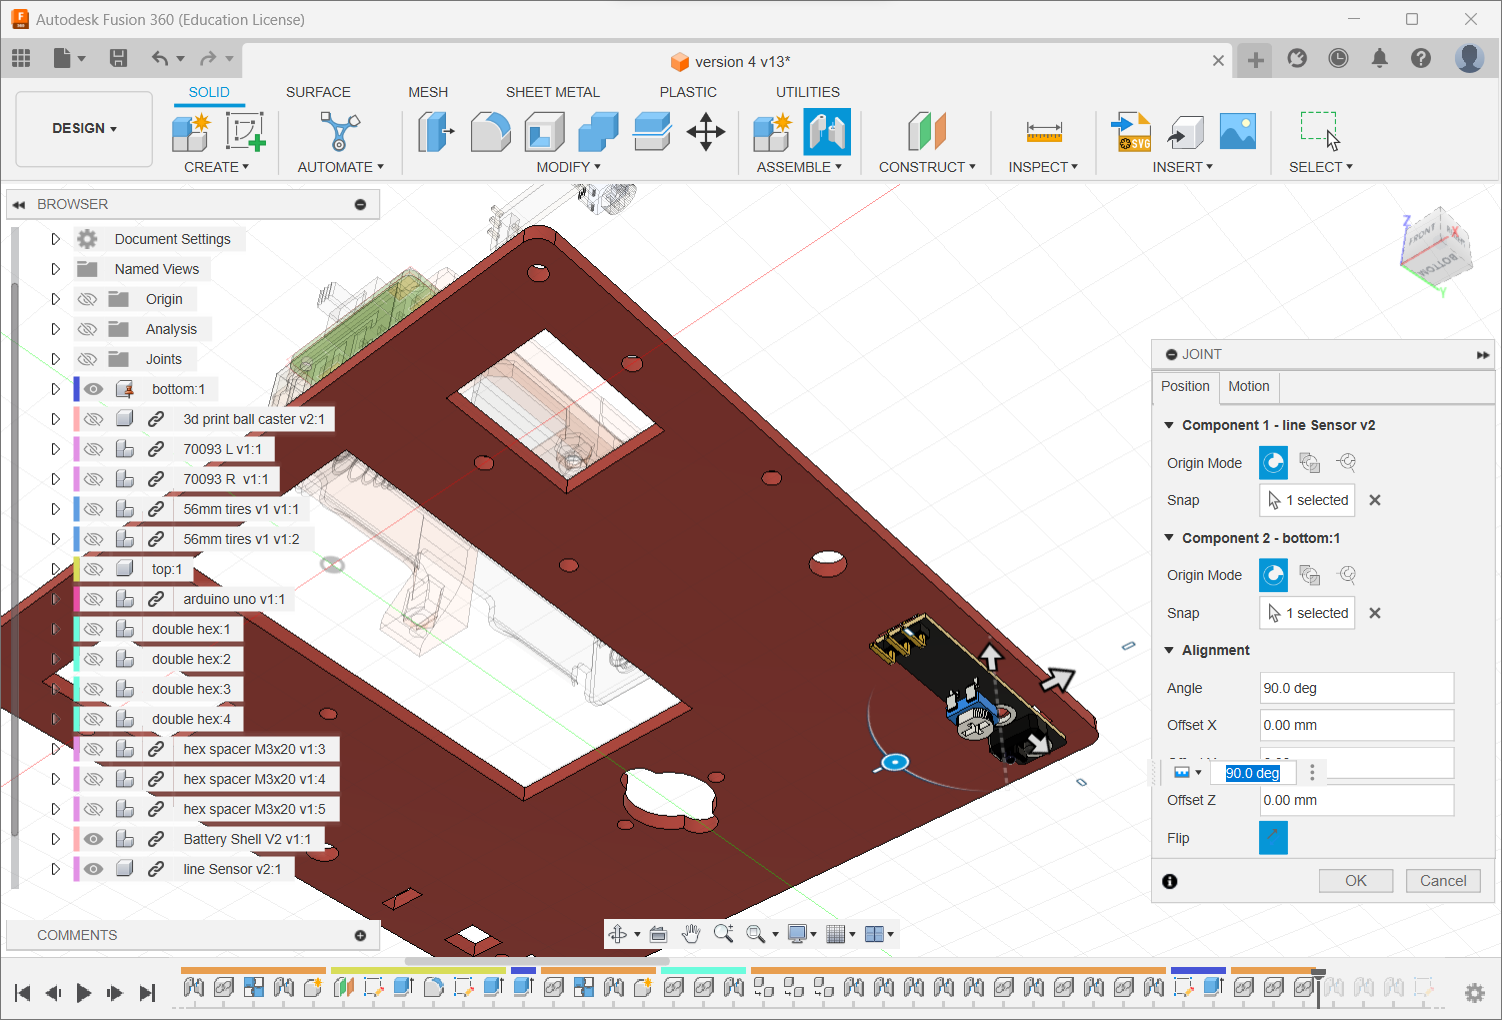 Autodesk Fusion 360 (Education License)
version 4 v13*
DESIGN
SOLID SURFACE MESH SHEET METAL PLASTIC UTILITIES
CREATE AUTOMATE MODIFY ASSEMBLE CONSTRUCT INSPECT INSERT SELECT
SVG
BROWSER
Document Settings
Named Views
Origin
Analysis
Joints
bottom:1
3d print ball caster v2:1
70093 L v1:1
70093 R v1:1
56mm tires v1 v1:1
56mm tires v1 v1:2
top:1
arduino uno v1:1
double hex:1
double hex:2
double hex:3
double hex:4
hex spacer M3x20 v1:3
hex spacer M3x20 v1:4
hex spacer M3x20 v1:5
Battery Shell V2 v1:1
line Sensor v2:1
COMMENTS
Z
FRONT
X
BOTTOM
Y
JOINT
Position Motion
Component 1 - line Sensor v2
Origin Mode
Snap 1 selected
Component 2 - bottom:1
Origin Mode
Snap 1 selected
Alignment
Angle 90.0 deg
Offset X 0.00 mm
90.0 deg
Offset Z 0.00 mm
Flip
OK Cancel